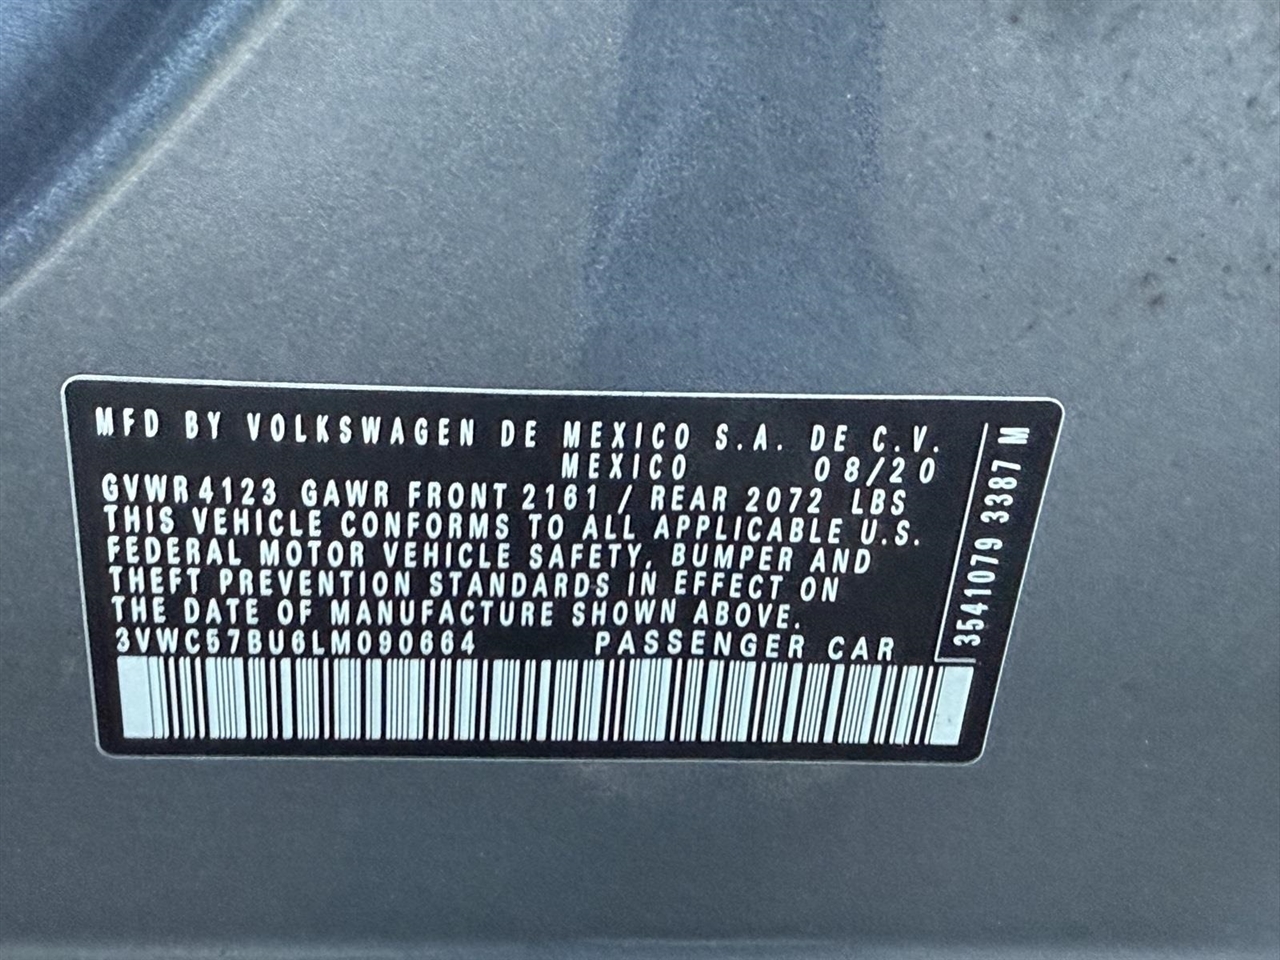 MFD BY VOLKSWAGEN DE MEXICO S.A. DE C.V.
MEXICO 08/20
GVWR 4123 GAWR FRONT 2161 / REAR 2072 LBS
THIS VEHICLE CONFORMS TO ALL APPLICABLE U.S.
FEDERAL MOTOR VEHICLE SAFETY, BUMPER AND
THEFT PREVENTION STANDARDS IN EFFECT ON
THE DATE OF MANUFACTURE SHOWN ABOVE.
3VWC57BU6LM090664 PASSENGER CAR
3541079 3387 M